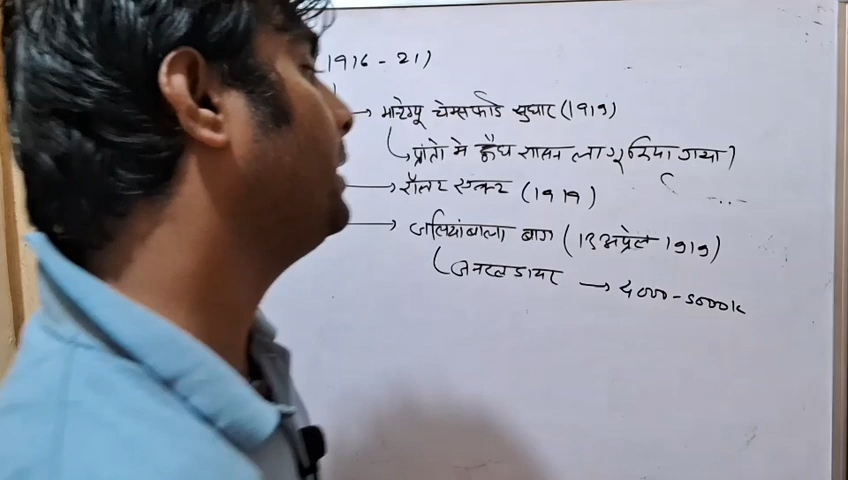 1916-21)
→ माण्टेग्यू चेम्सफोर्ड सुधार (1919)
प्रांतो मे द्वैध शासन लागू किया गया)
→ रौलट एक्ट (1919)
→ जलियांबाला बाग (13 अप्रेल 1919)
(जनरल डायर → 4000-5000k